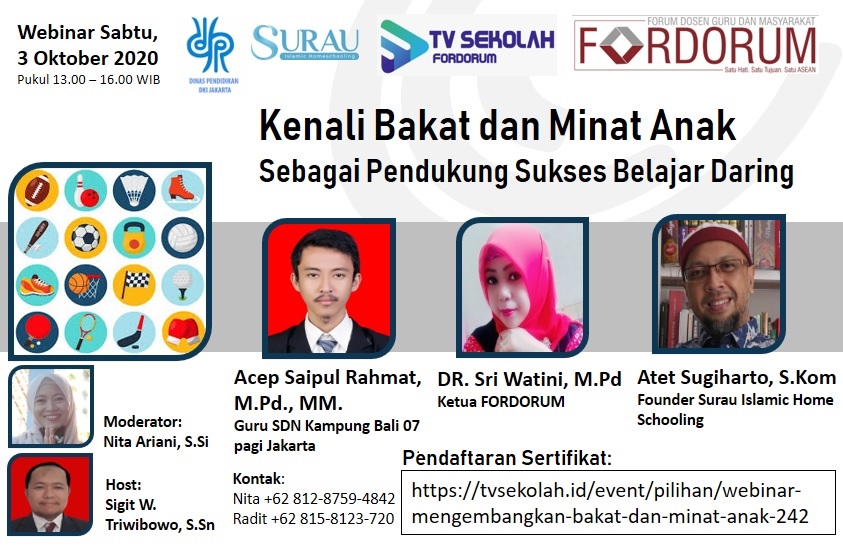 Webinar Sabtu,
3 Oktober 2020
Pukul 13.00 – 16.00 WIB
DINAS PENDIDIKAN
DKI JAKARTA
SURAU
Islamic Homeschooling
TV SEKOLAH
FORDORUM
FORUM DOSEN GURU DAN MASYARAKAT
FORDORUM
Satu Hati. Satu Tujuan. Satu ASEAN
Kenali Bakat dan Minat Anak
Sebagai Pendukung Sukses Belajar Daring
Acep Saipul Rahmat,
M.Pd., MM.
Guru SDN Kampung Bali 07
pagi Jakarta
DR. Sri Watini, M.Pd
Ketua FORDORUM
Atet Sugiharto, S.Kom
Founder Surau Islamic Home
Schooling
Moderator:
Nita Ariani, S.Si
Host:
Sigit W.
Triwibowo, S.Sn
Kontak:
Nita +62 812-8759-4842
Radit +62 815-8123-720
Pendaftaran Sertifikat:
https://tvsekolah.id/event/pilihan/webinar-
mengembangkan-bakat-dan-minat-anak-242